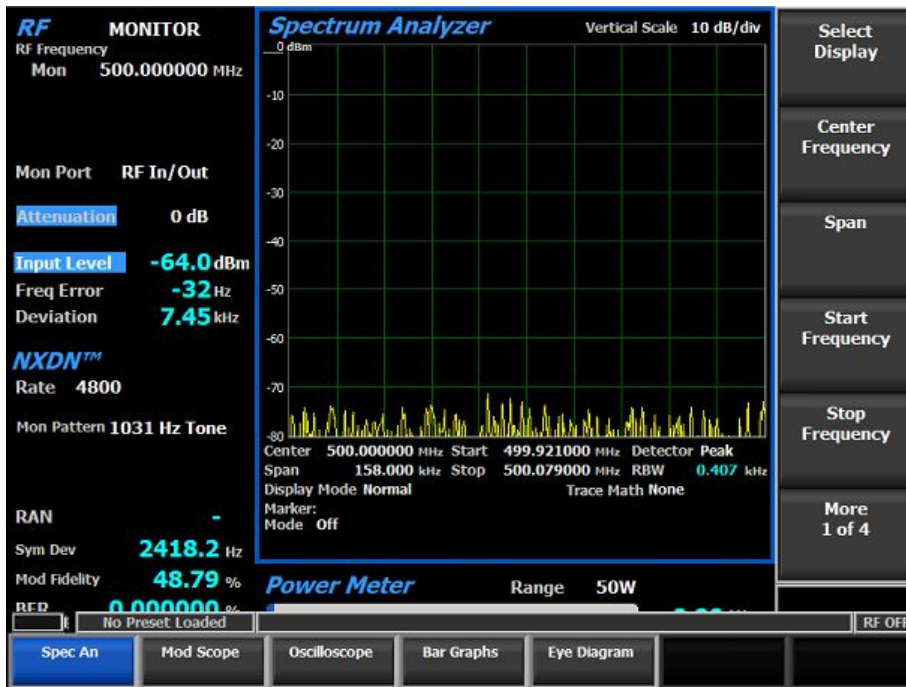 RF MONITOR
RF Frequency
Mon 500.000000 MHz
Mon Port RF In/Out
Attenuation 0 dB
Input Level -64.0 dBm
Freq Error -32 Hz
Deviation 7.45 kHz
NXDN™
Rate 4800
Mon Pattern 1031 Hz Tone
RAN -
Sym Dev 2418.2 Hz
Mod Fidelity 48.79 %
BER 0.000000 %
Spectrum Analyzer Vertical Scale 10 dB/div
0 dBm
-10
-20
-30
-40
-50
-60
-70
-80
Center 500.000000 MHz Start 499.921000 MHz Detector Peak
Span 158.000 kHz Stop 500.079000 MHz RBW 0.407 kHz
Display Mode Normal Trace Math None
Marker:
Mode Off
Power Meter Range 50W
Select
Display
Center
Frequency
Span
Start
Frequency
Stop
Frequency
More
1 of 4
No Preset Loaded
RF OFF
Spec An Mod Scope Oscilloscope Bar Graphs Eye Diagram